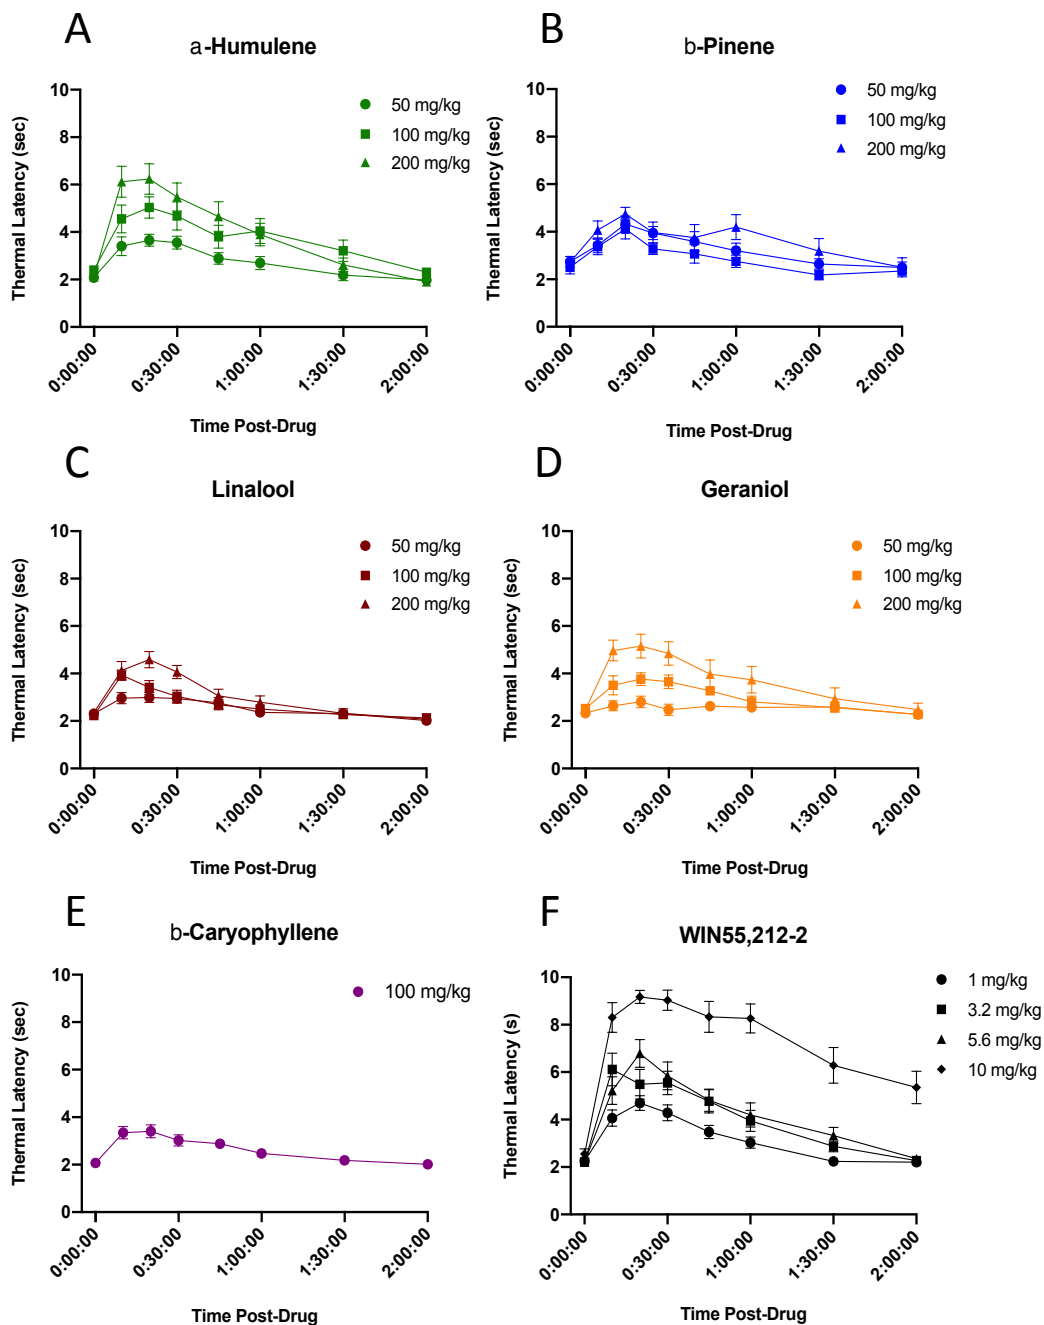 A
a-Humulene
10
8
6
4
2
0
Thermal Latency (sec)
50 mg/kg
100 mg/kg
200 mg/kg
0:00:00
0:30:00
1:00:00
1:30:00
2:00:00
Time Post-Drug
B
b-Pinene
10
8
6
4
2
0
Thermal Latency (sec)
50 mg/kg
100 mg/kg
200 mg/kg
0:00:00
0:30:00
1:00:00
1:30:00
2:00:00
Time Post-Drug
C
Linalool
10
8
6
4
2
0
Thermal Latency (sec)
50 mg/kg
100 mg/kg
200 mg/kg
0:00:00
0:30:00
1:00:00
1:30:00
2:00:00
Time Post-Drug
D
Geraniol
10
8
6
4
2
0
Thermal Latency (sec)
50 mg/kg
100 mg/kg
200 mg/kg
0:00:00
0:30:00
1:00:00
1:30:00
2:00:00
Time Post-Drug
E
b-Caryophyllene
10
8
6
4
2
0
Thermal Latency (sec)
100 mg/kg
0:00:00
0:30:00
1:00:00
1:30:00
2:00:00
Time Post-Drug
F
WIN55,212-2
10
8
6
4
2
0
Thermal Latency (s)
1 mg/kg
3.2 mg/kg
5.6 mg/kg
10 mg/kg
0:00:00
0:30:00
1:00:00
1:30:00
2:00:00
Time Post-Drug